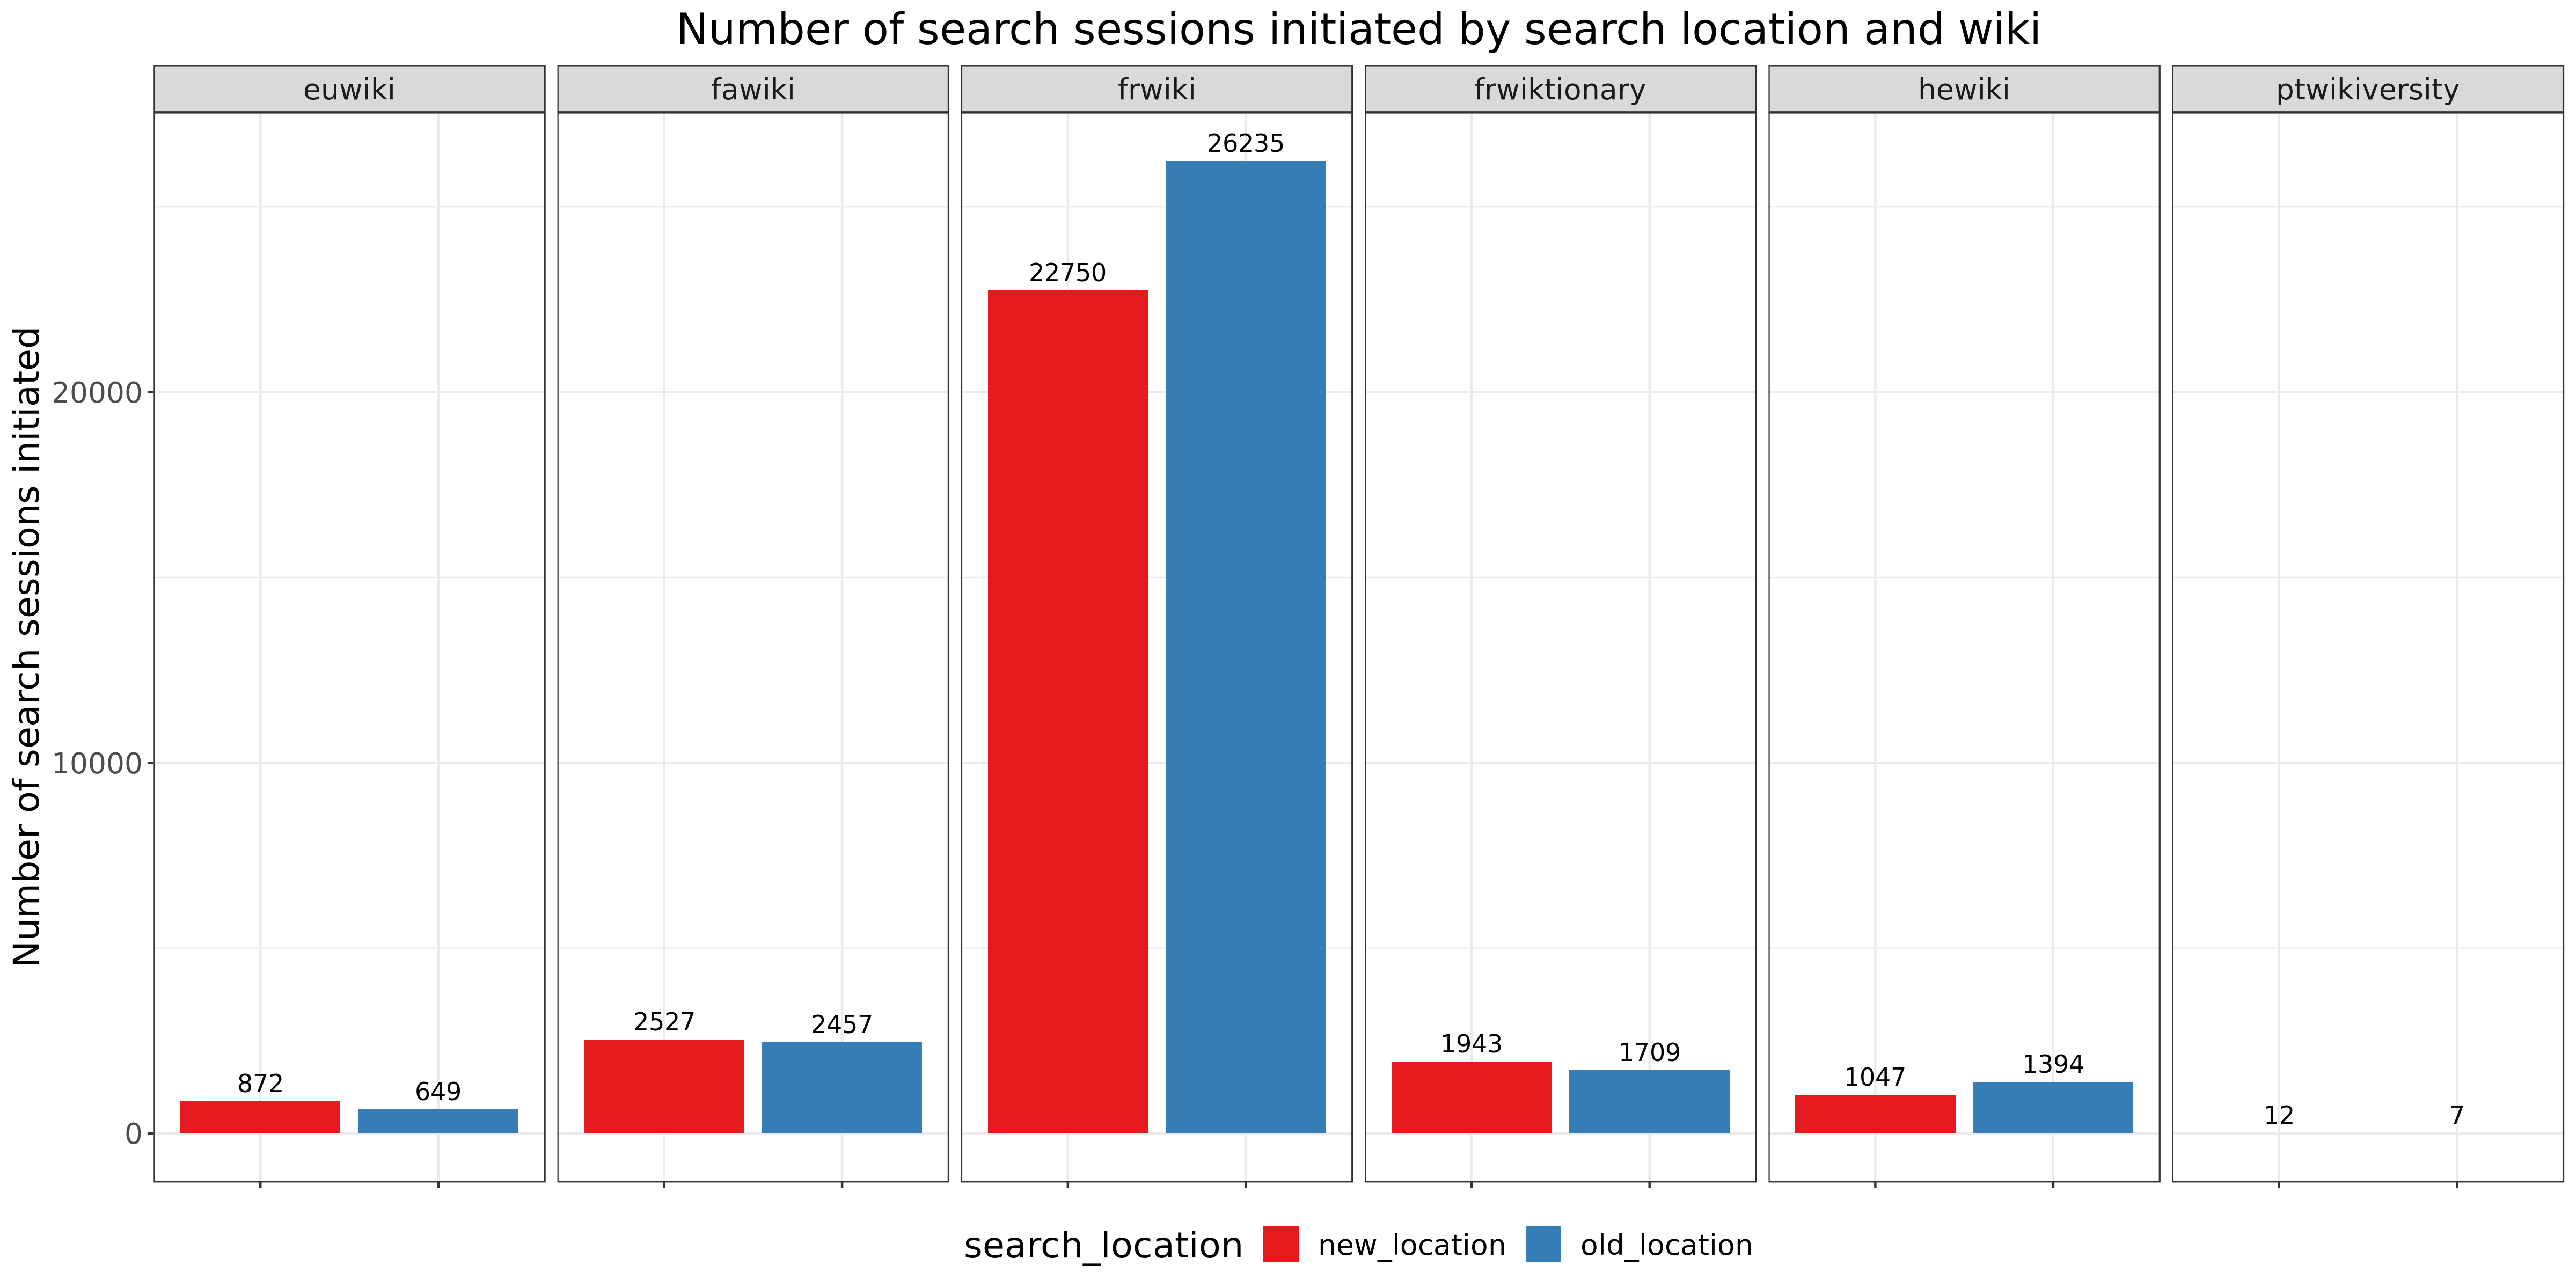 Number of search sessions initiated by search location and wiki
euwiki
fawiki
frwiki
frwiktionary
hewiki
ptwikiversity
Number of search sessions initiated
20000
10000
0
872
649
2527
2457
22750
26235
1943
1709
1047
1394
12
7
search_location
new_location
old_location